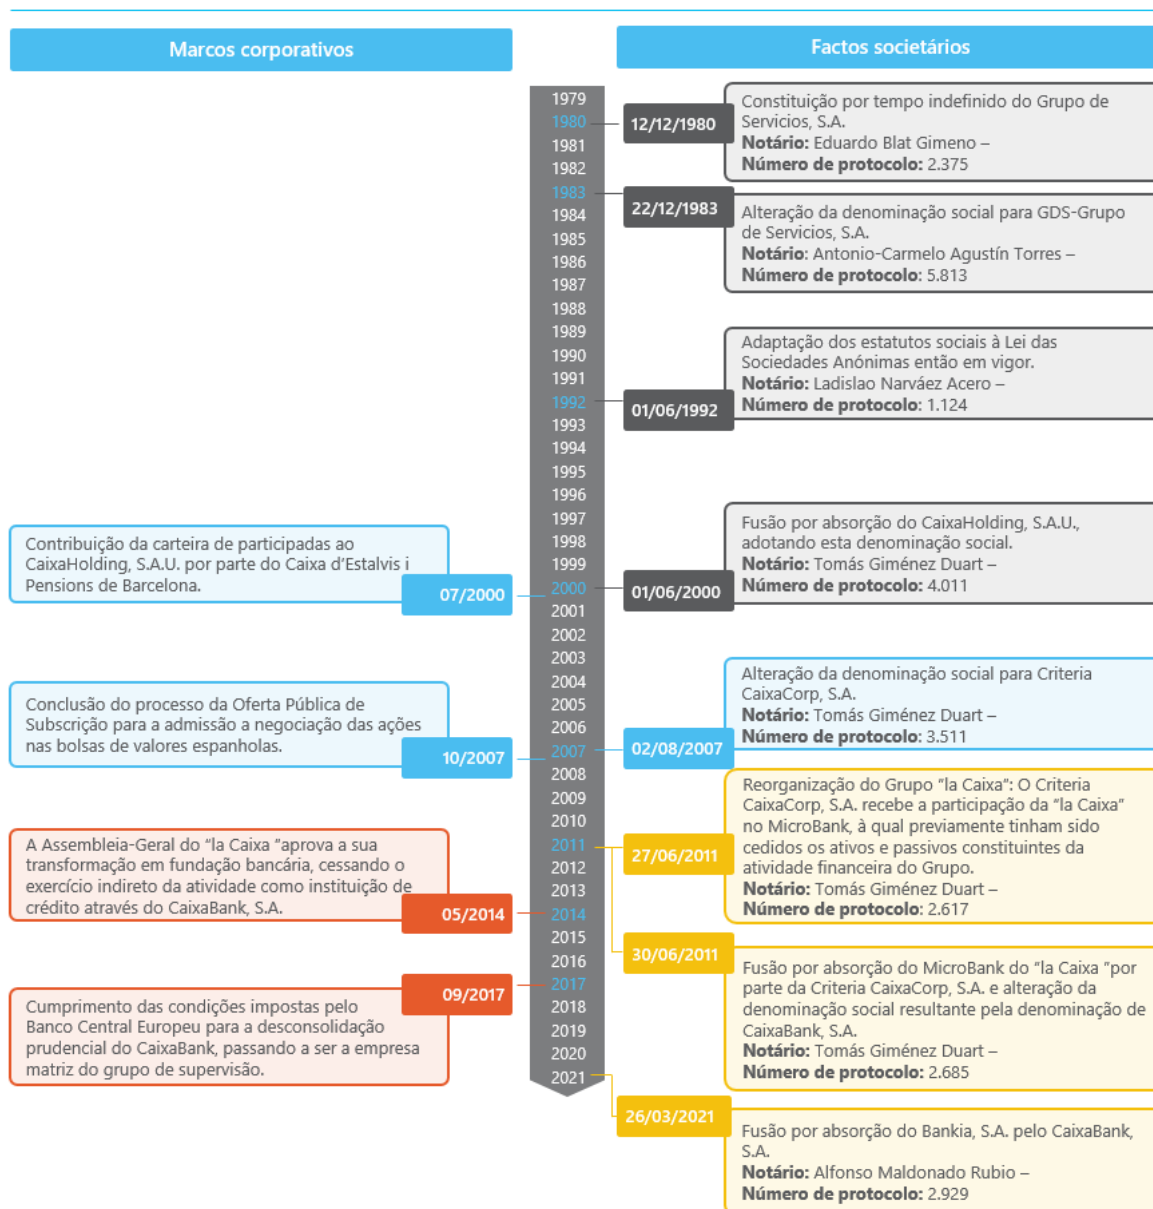 Marcos corporativos
Factos societários
1979
1980
1981
1982
1983
1984
1985
1986
1987
1988
1989
1990
1991
1992
1993
1994
1995
1996
1997
1998
1999
2000
2001
2002
2003
2004
2005
2006
2007
2008
2009
2010
2011
2012
2013
2014
2015
2016
2017
2018
2019
2020
2021
Contribuição da carteira de participadas ao
CaixaHolding, S.A.U. por parte do Caixa d’Estalvis i
Pensions de Barcelona.
07/2000
Conclusão do processo da Oferta Pública de
Subscrição para a admissão a negociação das ações
nas bolsas de valores espanholas.
10/2007
A Assembleia-Geral do “la Caixa “aprova a sua
transformação em fundação bancária, cessando o
exercício indireto da atividade como instituição de
crédito através do CaixaBank, S.A.
05/2014
09/2017
Cumprimento das condições impostas pelo
Banco Central Europeu para a desconsolidação
prudencial do CaixaBank, passando a ser a empresa
matriz do grupo de supervisão.
12/12/1980
Constituição por tempo indefinido do Grupo de
Servicios, S.A.
Notário: Eduardo Blat Gimeno –
Número de protocolo: 2.375
22/12/1983
Alteração da denominação social para GDS-Grupo
de Servicios, S.A.
Notário: Antonio-Carmelo Agustín Torres –
Número de protocolo: 5.813
Adaptação dos estatutos sociais à Lei das
Sociedades Anónimas então em vigor.
Notário: Ladislao Narváez Acero –
Número de protocolo: 1.124
01/06/1992
Fusão por absorção do CaixaHolding, S.A.U.,
adotando esta denominação social.
Notário: Tomás Giménez Duart –
Número de protocolo: 4.011
01/06/2000
Alteração da denominação social para Criteria
CaixaCorp, S.A.
Notário: Tomás Giménez Duart –
Número de protocolo: 3.511
02/08/2007
Reorganização do Grupo “la Caixa”: O Criteria
CaixaCorp, S.A. recebe a participação da “la Caixa”
no MicroBank, à qual previamente tinham sido
cedidos os ativos e passivos constituintes da
atividade financeira do Grupo.
Notário: Tomás Giménez Duart –
Número de protocolo: 2.617
27/06/2011
30/06/2011
Fusão por absorção do MicroBank do “la Caixa “por
parte da Criteria CaixaCorp, S.A. e alteração da
denominação social resultante pela denominação de
CaixaBank, S.A.
Notário: Tomás Giménez Duart –
Número de protocolo: 2.685
26/03/2021
Fusão por absorção do Bankia, S.A. pelo CaixaBank,
S.A.
Notário: Alfonso Maldonado Rubio –
Número de protocolo: 2.929